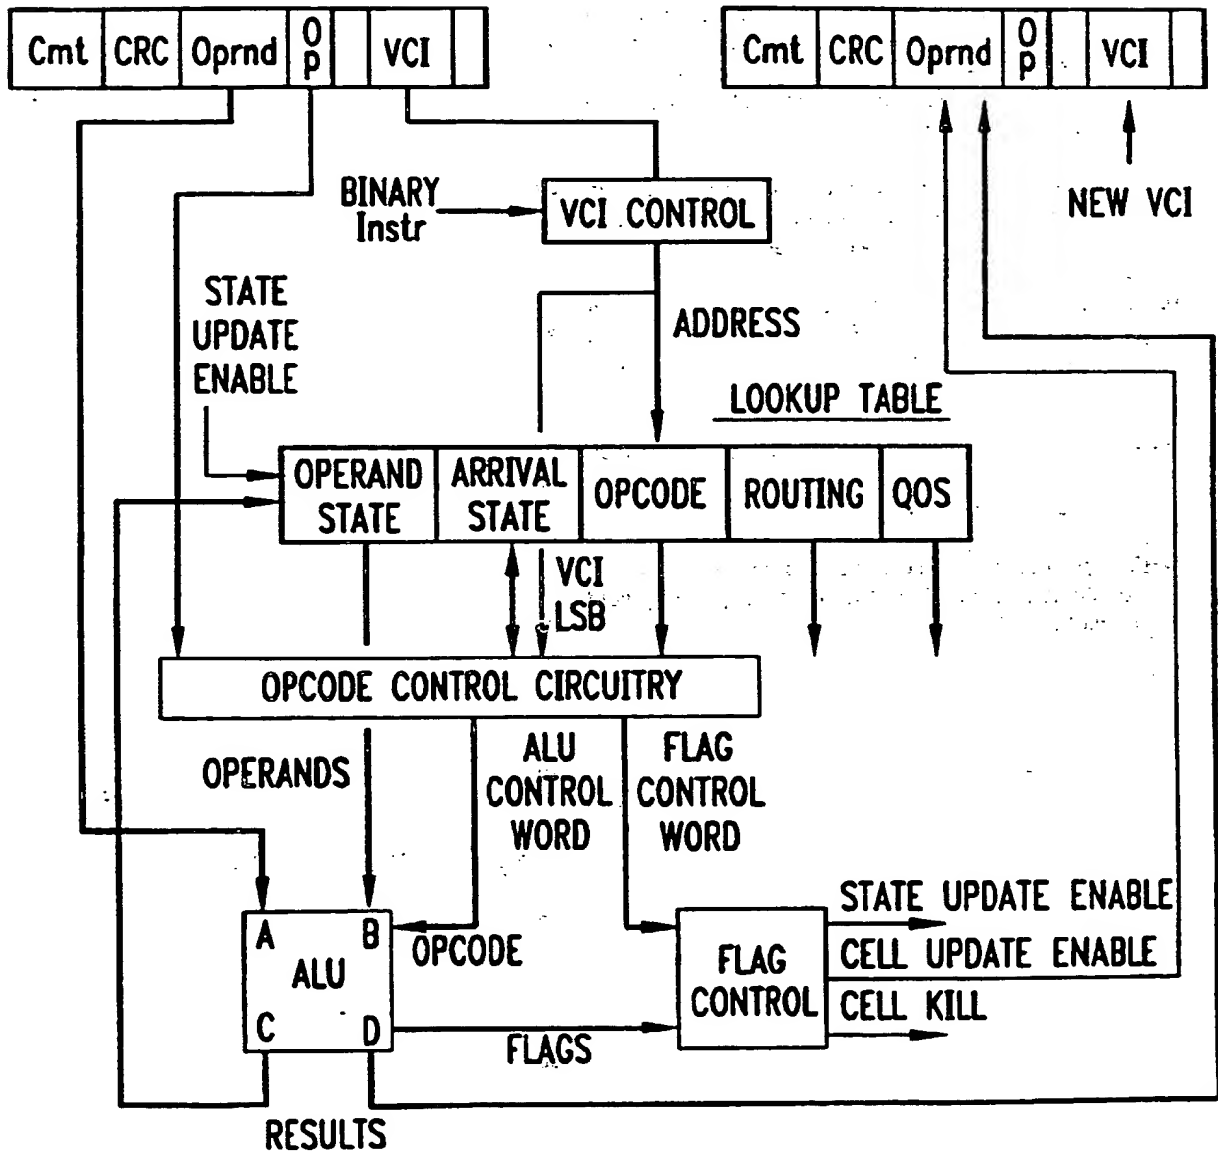 Cmt CRC Oprnd Op VCI
Cmt CRC Oprnd Op VCI
BINARY
Instr
VCI CONTROL
NEW VCI
STATE
UPDATE
ENABLE
ADDRESS
LOOKUP TABLE
OPERAND
STATE
ARRIVAL
STATE
OPCODE
ROUTING
QOS
VCI
LSB
OPCODE CONTROL CIRCUITRY
OPERANDS
ALU
CONTROL
WORD
FLAG
CONTROL
WORD
A B
ALU
C D
OPCODE
FLAGS
FLAG
CONTROL
STATE UPDATE ENABLE
CELL UPDATE ENABLE
CELL KILL
RESULTS